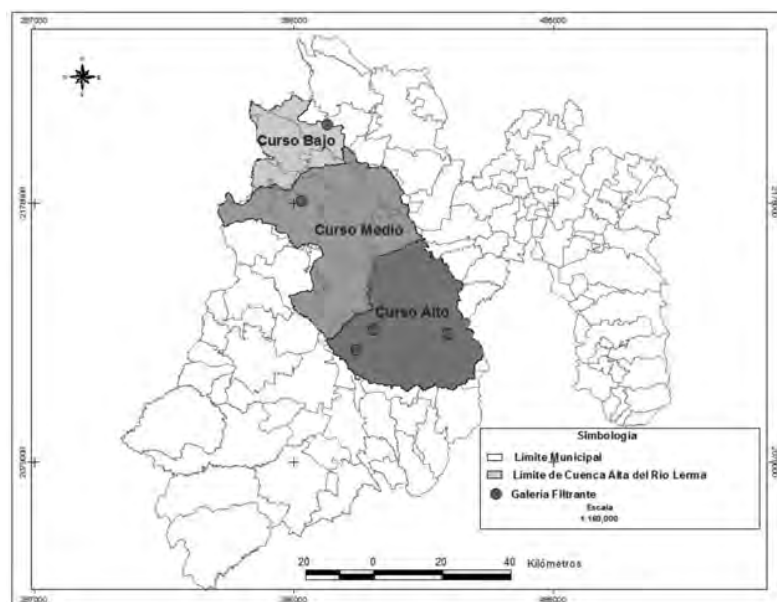 Curso Bajo
Curso Medio
Curso Alto
Simbología
Límite Municipal
Límite de Cuenca Alta del Río Lerma
Galería Filtrante
Escala
1:160,000
20 0 20 40 Kilómetros